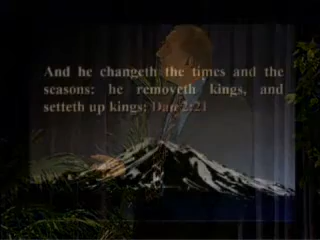 And he changeth the times and the
seasons: he removeth kings, and
setteth up kings: Dan 2:21